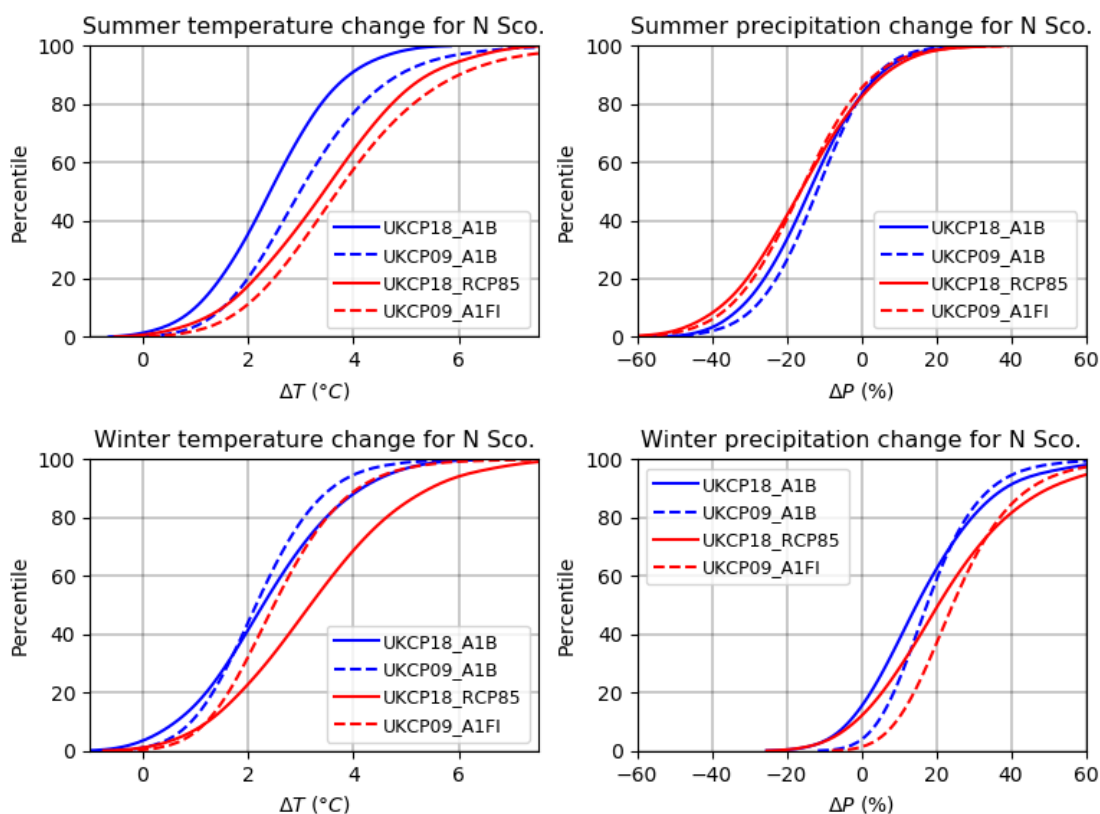 Summer temperature change for N Sco.
100
80
60
40
20
0
Percentile
UKCP18_A1B
UKCP09_A1B
UKCP18_RCP85
UKCP09_A1FI
0 2 4 6
ΔT (°C)
Summer precipitation change for N Sco.
100
80
60
40
20
0
Percentile
UKCP18_A1B
UKCP09_A1B
UKCP18_RCP85
UKCP09_A1FI
−60 −40 −20 0 20 40 60
ΔP (%)
Winter temperature change for N Sco.
100
80
60
40
20
0
Percentile
UKCP18_A1B
UKCP09_A1B
UKCP18_RCP85
UKCP09_A1FI
0 2 4 6
ΔT (°C)
Winter precipitation change for N Sco.
100
80
60
40
20
0
Percentile
UKCP18_A1B
UKCP09_A1B
UKCP18_RCP85
UKCP09_A1FI
−60 −40 −20 0 20 40 60
ΔP (%)